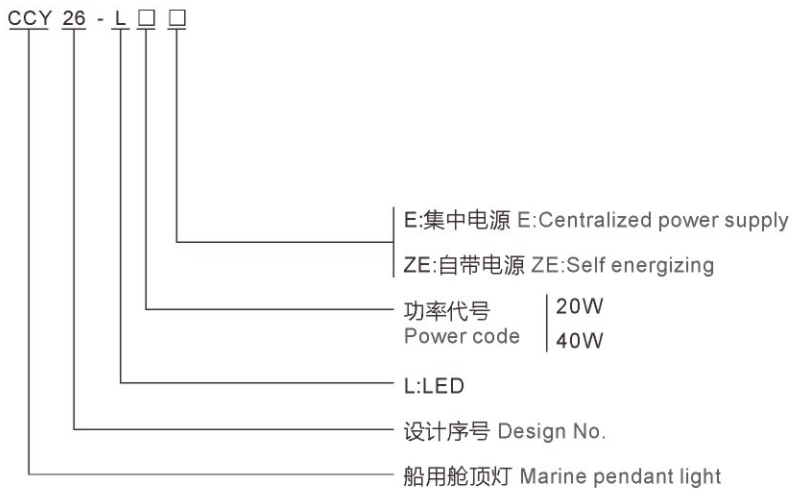 CCY 26 - L □ □
E:集中电源 E:Centralized power supply
ZE:自带电源 ZE:Self energizing
功率代号
Power code
20W
40W
L:LED
设计序号 Design No.
船用舱顶灯 Marine pendant light